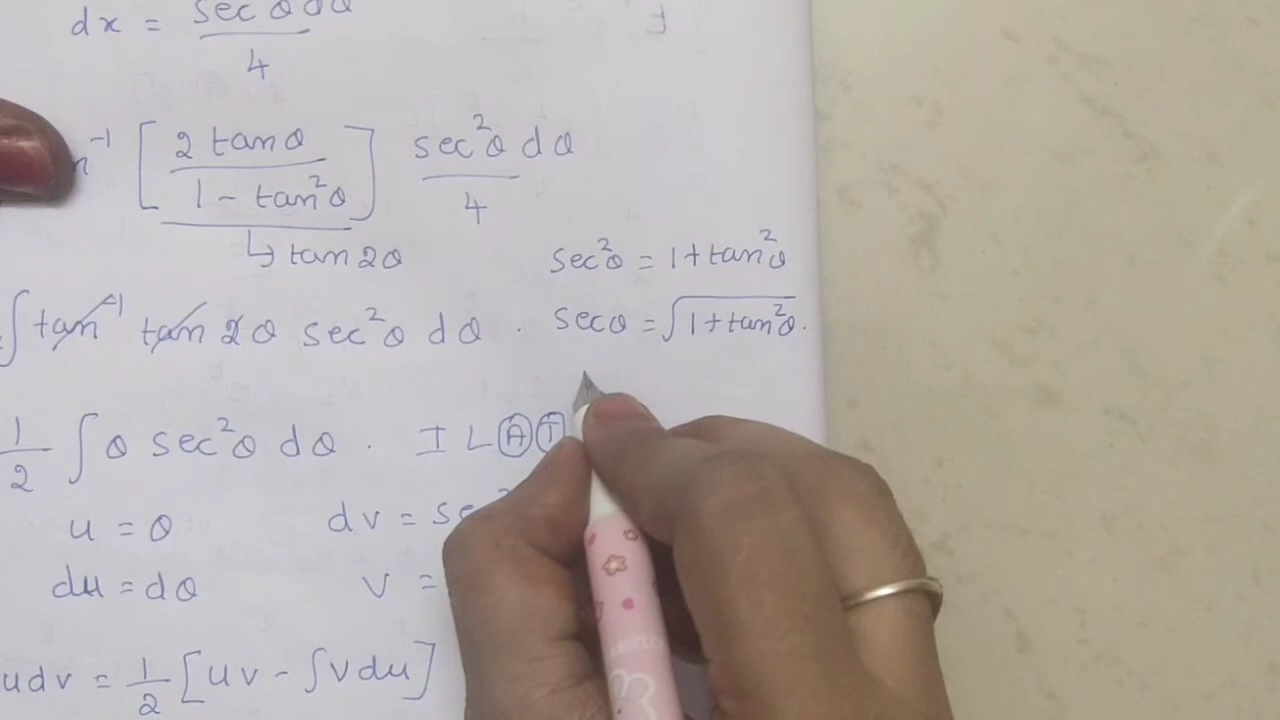 dx = sec θ dθ / 4
⁻¹ [ 2 tan θ / 1 - tan²θ ] sec²θ dθ / 4
↳ tan 2θ
sec²θ = 1 + tan²θ
∫ tan⁻¹ tan 2θ sec²θ dθ . secθ = √1 + tan²θ.
1/2 ∫ θ sec²θ dθ . I L A T
u = θ dv =
du = dθ v =
udv = 1/2 [uv - ∫v du]